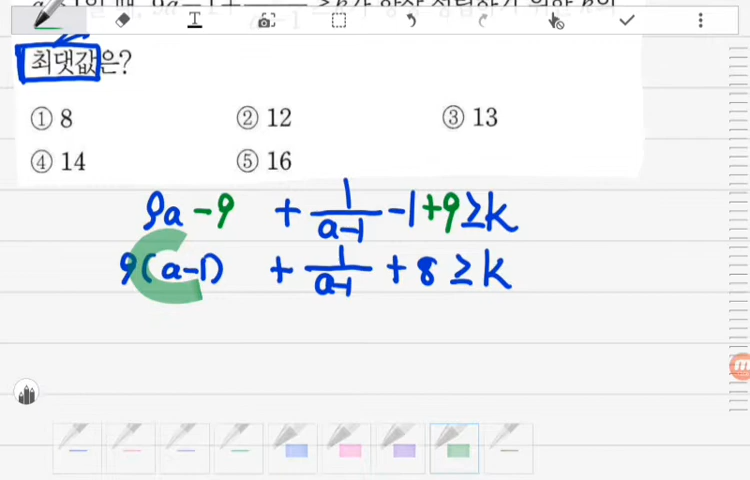 최댓값은?
① 8 ② 12 ③ 13
④ 14 ⑤ 16
9a - 9 + 1/(a-1) - 1 + 9 ≥ k
9(a-1) + 1/(a-1) + 8 ≥ k